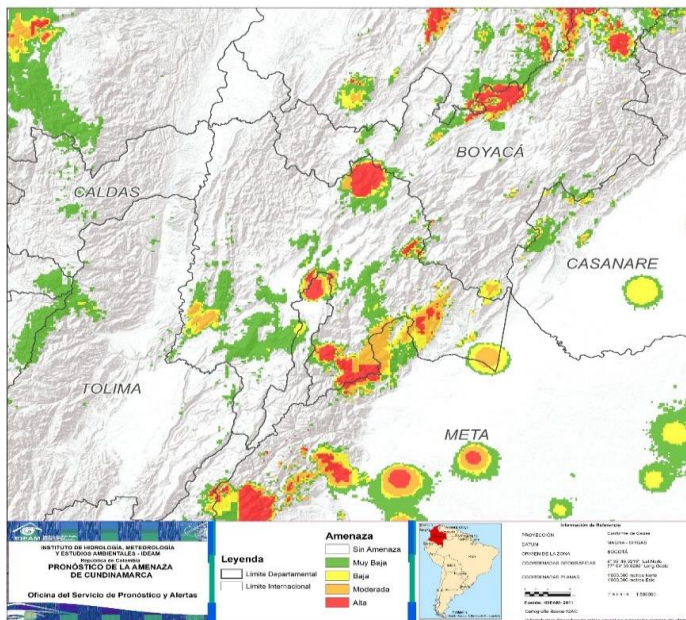 BOYACÁ
CALDAS
CASANARE
TOLIMA
META
IDEAM
INSTITUTO DE HIDROLOGÍA, METEOROLOGÍA
Y ESTUDIOS AMBIENTALES - IDEAM
República de Colombia
PRONÓSTICO DE LA AMENAZA
DE CUNDINAMARCA
Oficina del Servicio de Pronóstico y Alertas
Leyenda
Límite Departamental
Límite Internacional
Amenaza
Sin Amenaza
Muy Baja
Baja
Moderada
Alta
Información de Referencia
PROYECCIÓN
DATUM
ORIGEN DE LA ZONA
BOGOTÁ
COORDENADAS GEOGRÁFICAS
COORDENADAS PLANAS
Fuente: IDEAM 2011